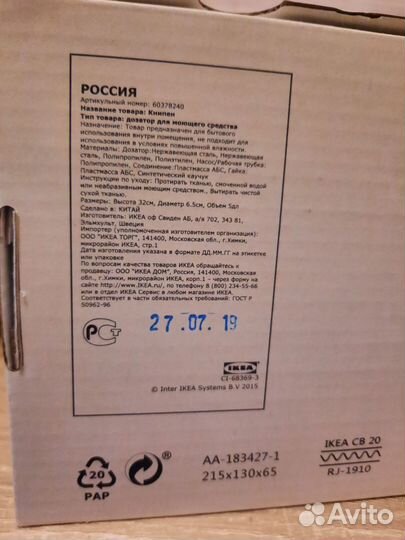 РОССИЯ
Артикульный номер: 60378240
Название товара: Книпен
Тип товара: дозатор для моющего средства
Назначение: Товар предназначен для бытового
использования внутри помещения, не подходит для
использования в условиях повышенной влажности.
Материалы: Дозатор:Нержавеющая сталь, Нержавеющая
сталь, Полипропилен, Полиэтилен, Насос/Рабочая трубка:
Полипропилен, Соединение:Пластмасса АБС, Гайка:
Пластмасса АБС, Синтетический каучук
Инструкции по уходу: Протирать тканью, смоченной водой
или неабразивным моющим средством., Вытирать чистой
сухой тканью.
Размеры: Высота 32см, Диаметр 6.5см, Объем 5дл
Сделано в: КИТАЙ
Изготовитель: ИКЕА оф Свиден АБ, а/я 702, 343 81,
Эльмхульт, Швеция
Импортер (уполномоченная изготовителем организация):
ООО "ИКЕА ТОРГ", 141400, Московская обл., г.Химки,
микрорайон ИКЕА, стр.1
Дата изготовления указана в формате ДД.ММ.ГГ на этикетке
или упаковке
По вопросам качества товаров ИКЕА обращайтесь к
продавцу: ООО "ИКЕА ДОМ", Россия, 141400, Московская
обл., г. Химки, микрорайон ИКЕА, корп.1 – через форму на
сайте http://www.IKEA.ru, по телефону 8 (800) 234-55-66
или в отделе ИКЕА Сервис в любом магазине ИКЕА.
Соответствует обязательным требованиям: ГОСТ Р
50962-96
27.07.19
IKEA
CI-68369-3
© Inter IKEA Systems B.V 2015
20
PAP
AA-183427-1
215x130x65
IKEA CB 20
RJ-1910
Avito